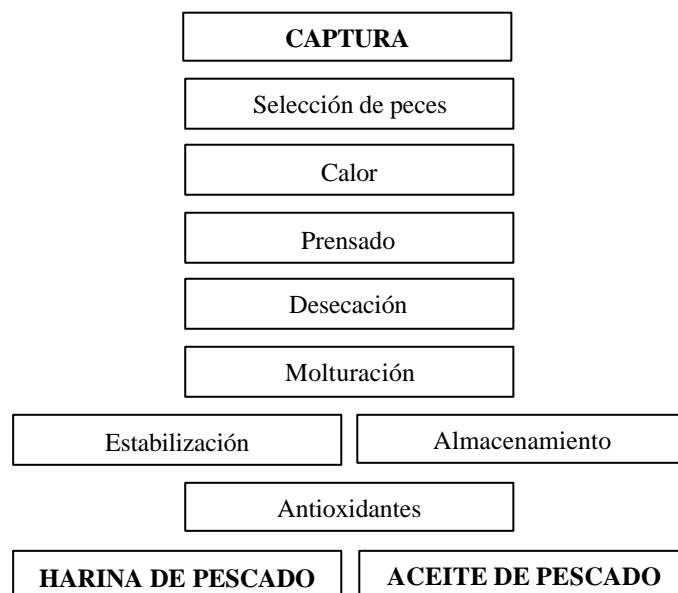 CAPTURA
Selección de peces
Calor
Prensado
Desecación
Molturación
Estabilización
Almacenamiento
Antioxidantes
HARINA DE PESCADO
ACEITE DE PESCADO